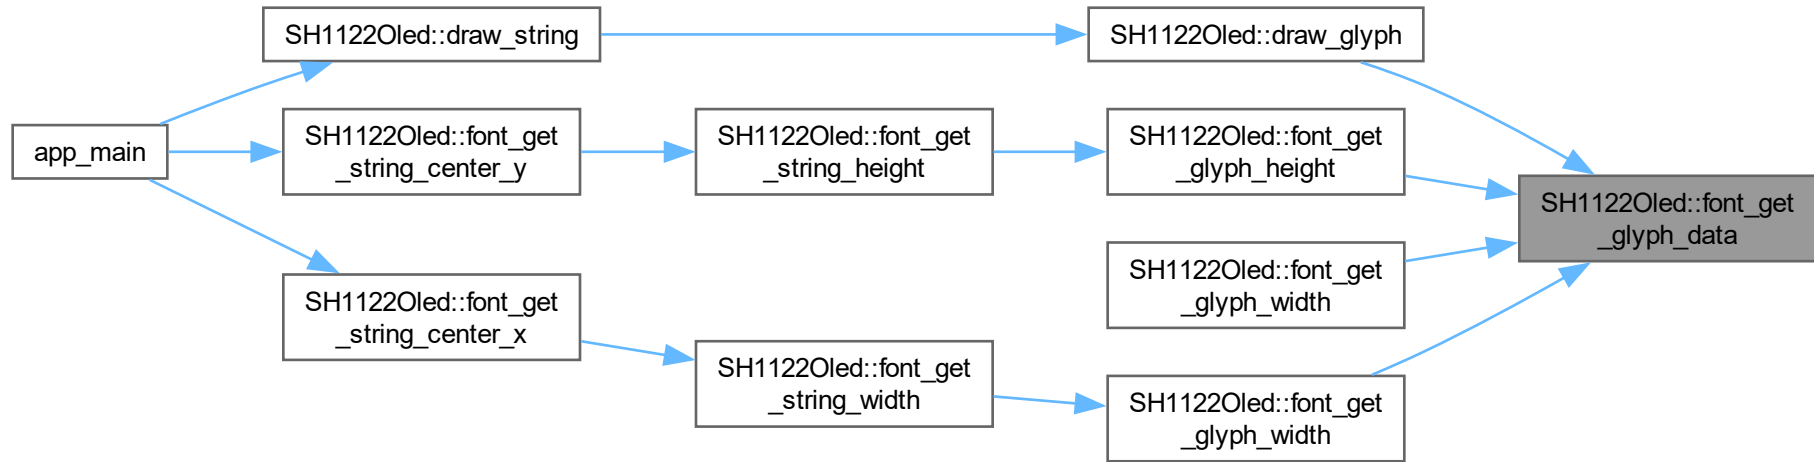 SH1122Oled::draw_string
SH1122Oled::draw_glyph
app_main
SH1122Oled::font_get
_string_center_y
SH1122Oled::font_get
_string_height
SH1122Oled::font_get
_glyph_height
SH1122Oled::font_get
_glyph_data
SH1122Oled::font_get
_glyph_width
SH1122Oled::font_get
_string_center_x
SH1122Oled::font_get
_string_width
SH1122Oled::font_get
_glyph_width